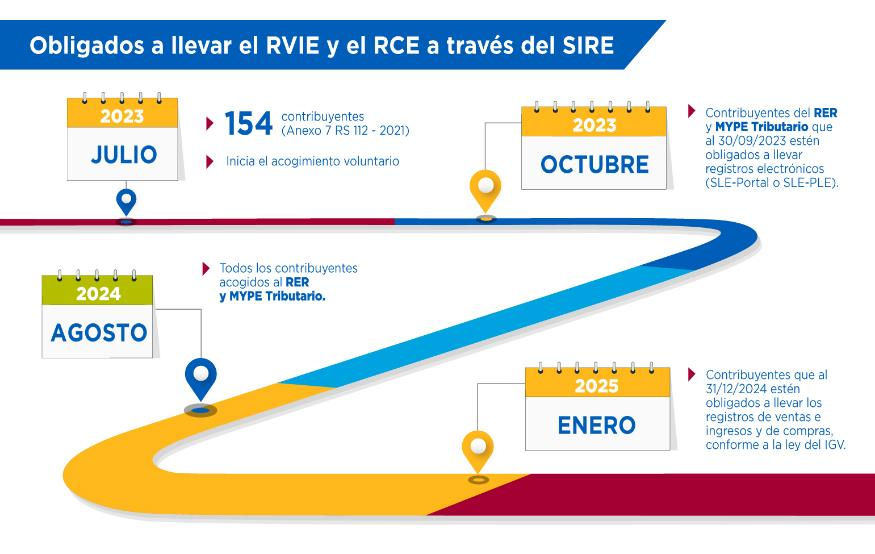 Obligados a llevar el RVIE y el RCE a través del SIRE
2023
JULIO
154 contribuyentes
(Anexo 7 RS 112 - 2021)
Inicia el acogimiento voluntario
2023
OCTUBRE
Contribuyentes del RER
y MYPE Tributario que
al 30/09/2023 estén
obligados a llevar
registros electrónicos
(SLE-Portal o SLE-PLE).
2024
AGOSTO
Todos los contribuyentes
acogidos al RER
y MYPE Tributario.
2025
ENERO
Contribuyentes que al
31/12/2024 estén
obligados a llevar los
registros de ventas e
ingresos y de compras,
conforme a la ley del IGV.